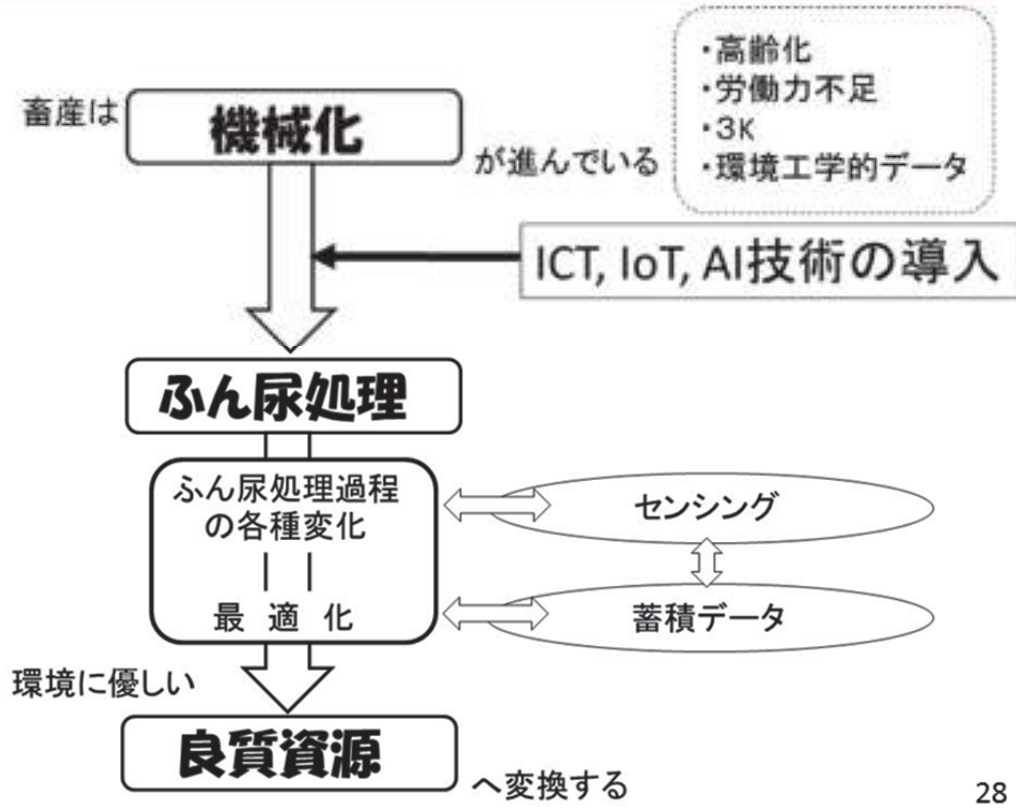 ・高齢化
・労働力不足
・3K
・環境工学的データ
畜産は
機械化
が進んでいる
ICT, IoT, AI技術の導入
ふん尿処理
ふん尿処理過程
の各種変化
最 適 化
センシング
蓄積データ
環境に優しい
良質資源
へ変換する
28